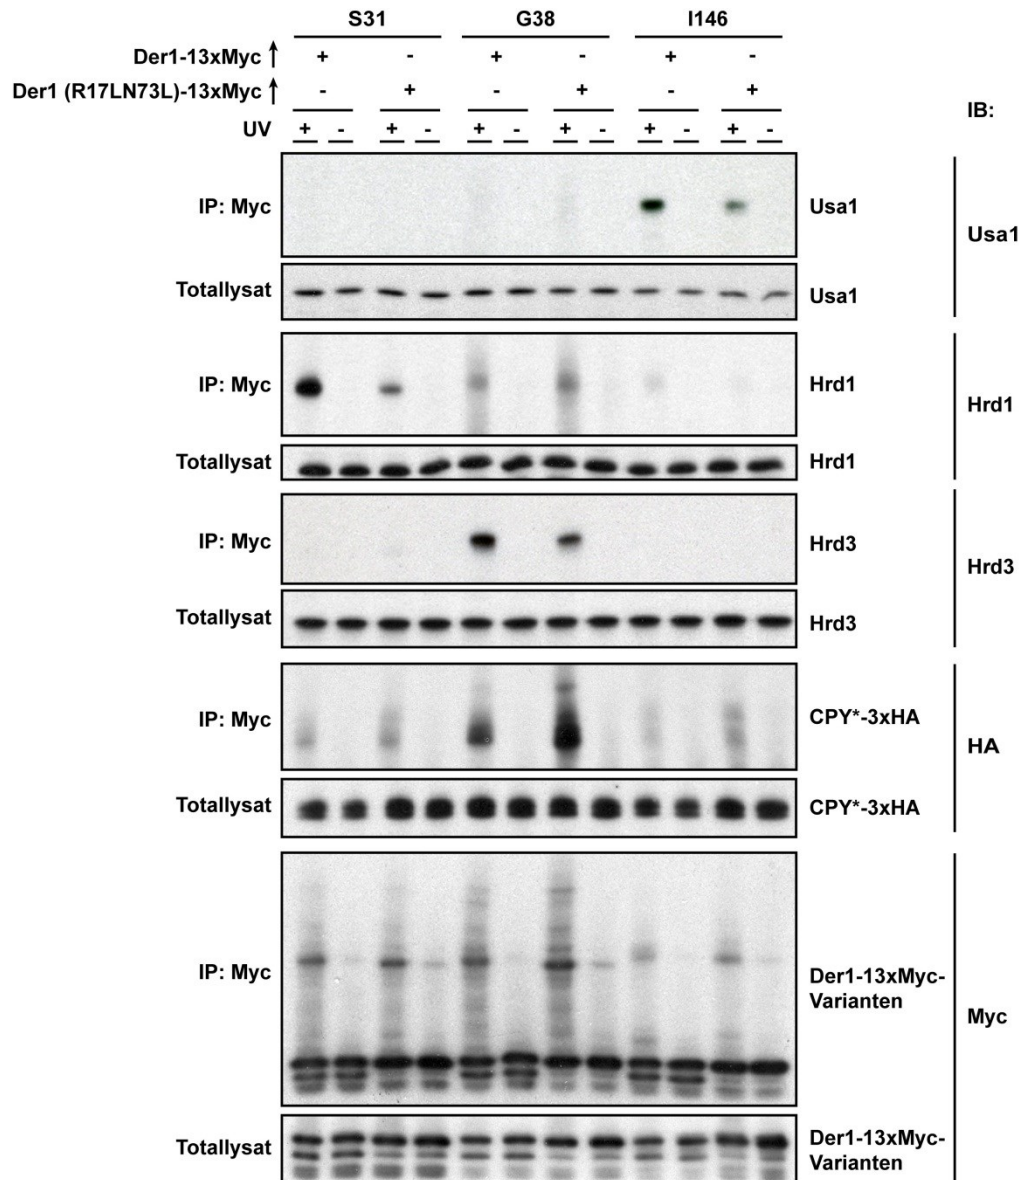 S31 G38 I146
Der1-13xMyc ↑ + - + - + -
Der1 (R17LN73L)-13xMyc ↑ - + - + - +
IB:
UV + - + - + - + - + - + -
IP: Myc Usa1
Usa1
Totallysat Usa1
IP: Myc Hrd1
Hrd1
Totallysat Hrd1
IP: Myc Hrd3
Hrd3
Totallysat Hrd3
IP: Myc CPY*-3xHA
HA
Totallysat CPY*-3xHA
IP: Myc Der1-13xMyc-
Varianten
Myc
Totallysat Der1-13xMyc-
Varianten